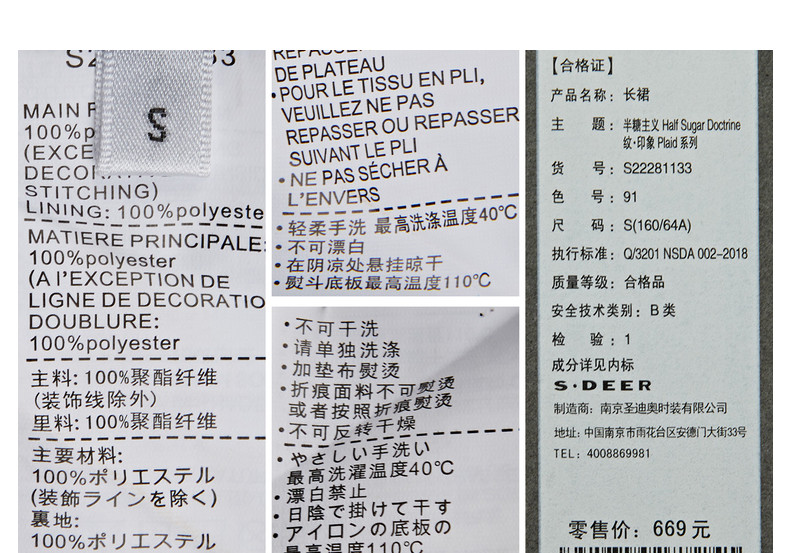 S
MAIN
100%p
(EXCE
DECOR
STITCHING)
LINING: 100%polyeste
MATIERE PRINCIPALE:
100%polyester
(A l'EXCEPTION DE
LIGNE DE DECORATIO
DOUBLURE:
100%polyester
主料: 100%聚酯纤维
(装饰线除外)
里料: 100%聚酯纤维
主要材料:
100%ポリエステル
(装飾ラインを除く)
裏地:
100%ポリエステル
REPASSER
DE PLATEAU
•POUR LE TISSU EN PLI,
VEUILLEZ NE PAS
REPASSER OU REPASSER
SUIVANT LE PLI
•NE PAS SÉCHER À
L'ENVERS
•轻柔手洗 最高洗涤温度40℃
•不可漂白
•在阴凉处悬挂晾干
•熨斗底板最高温度110℃
•不可干洗
•请单独洗涤
•加垫布熨烫
•折痕面料不可熨烫
或者按照折痕熨烫
•不可反转干燥
•やさしい手洗い
最高洗濯温度40℃
•漂白禁止
•日陰で掛けて干す
•アイロンの底板の
最高温度110℃
【合格证】
产品名称: 长裙
主 题: 半糖主义 Half Sugar Doctrine
纹·印象 Plaid 系列
货 号: S22281133
色 号: 91
尺 码: S(160/64A)
执行标准: Q/3201 NSDA 002-2018
质量等级: 合格品
安全技术类别: B 类
检 验: 1
成分详见内标
S·DEER
制造商: 南京圣迪奥时装有限公司
地址: 中国南京市雨花台区安德门大街33号
TEL: 4008869981
零售价: 669 元